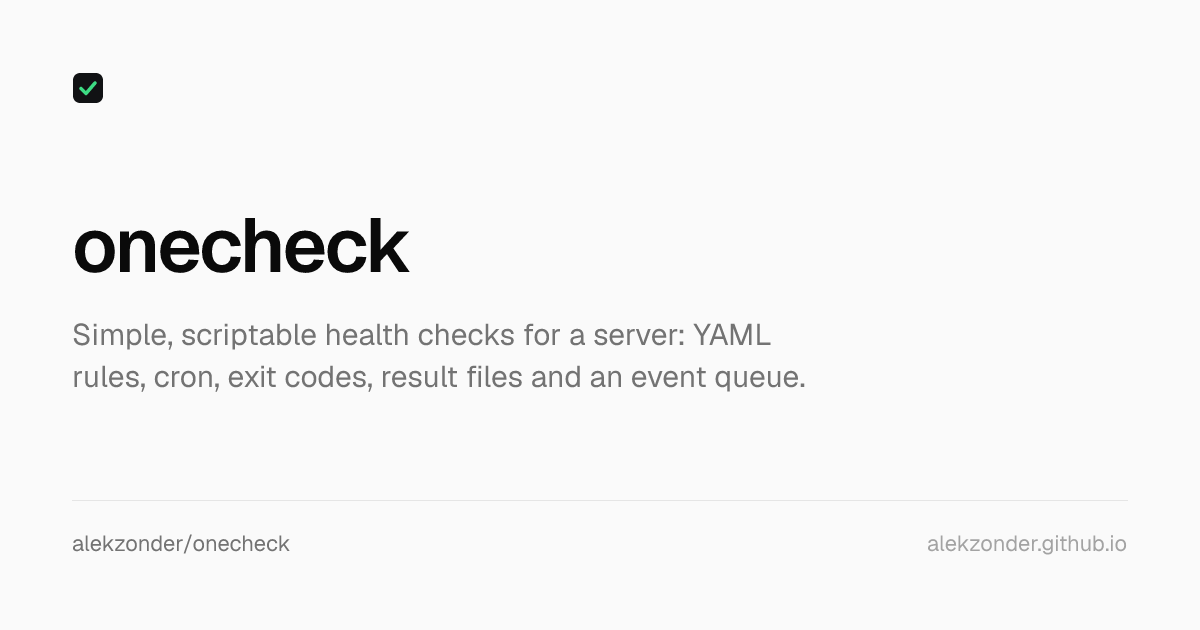 onecheck
Simple, scriptable health checks for a server: YAML
rules, cron, exit codes, result files and an event queue.
alekzonder/onecheck
alekzonder.github.io